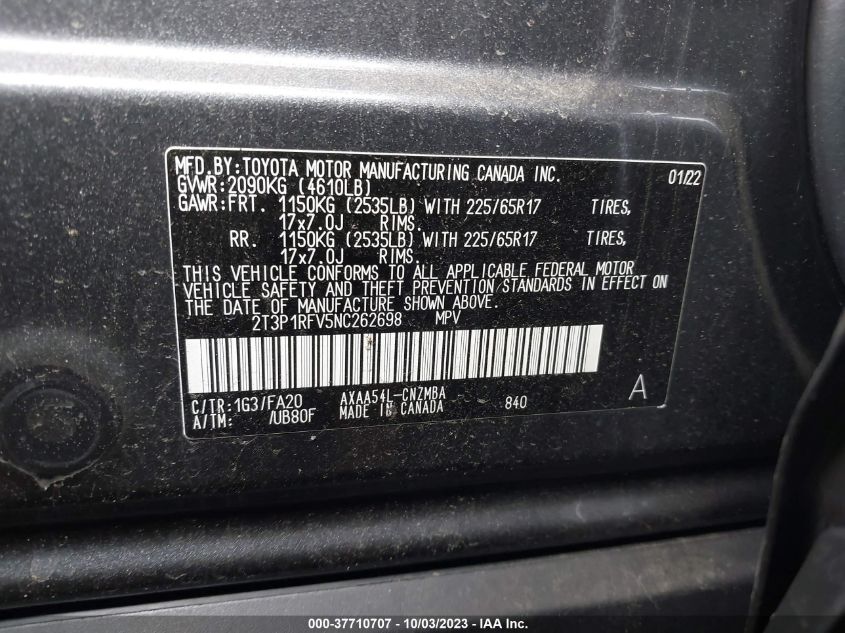 MFD.BY:TOYOTA MOTOR MANUFACTURING CANADA INC. 01/22
GVWR:2090KG (4610LB)
GAWR:FRT. 1150KG (2535LB) WITH 225/65R17 TIRES,
17x7.0J RIMS.
RR. 1150KG (2535LB) WITH 225/65R17 TIRES,
17x7.0J RIMS.
THIS VEHICLE CONFORMS TO ALL APPLICABLE FEDERAL MOTOR
VEHICLE SAFETY AND THEFT PREVENTION STANDARDS IN EFFECT ON
THE DATE OF MANUFACTURE SHOWN ABOVE.
2T3P1RFV5NC262698 MPV
C/TR:1G3/FA20 AXAA54L-CNZMBA 840 A
A/TM: /UB80F MADE IN CANADA
000-37710707 - 10/03/2023 - IAA Inc.